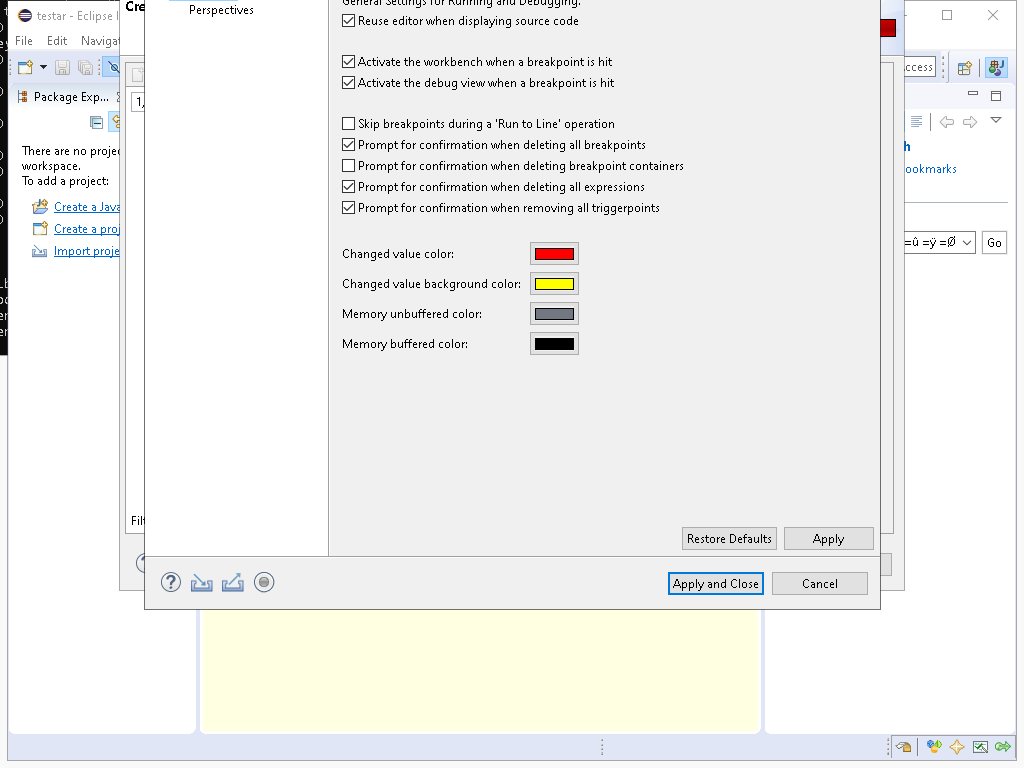 testar - Eclipse I
Cre
Perspectives
General Settings for Running and Debugging.
Reuse editor when displaying source code
File Edit Navigat
Activate the workbench when a breakpoint is hit
ccess
Activate the debug view when a breakpoint is hit
Package Exp...
1,
Skip breakpoints during a 'Run to Line' operation
Prompt for confirmation when deleting all breakpoints
There are no projec
workspace.
To add a project:
h
Prompt for confirmation when deleting breakpoint containers
ookmarks
Prompt for confirmation when deleting all expressions
Create a Java
Prompt for confirmation when removing all triggerpoints
Create a proj
Import proje
=û =ÿ =Ø
Go
Changed value color:
Changed value background color:
Memory unbuffered color:
Memory buffered color:
Filt
Restore Defaults Apply
Apply and Close Cancel